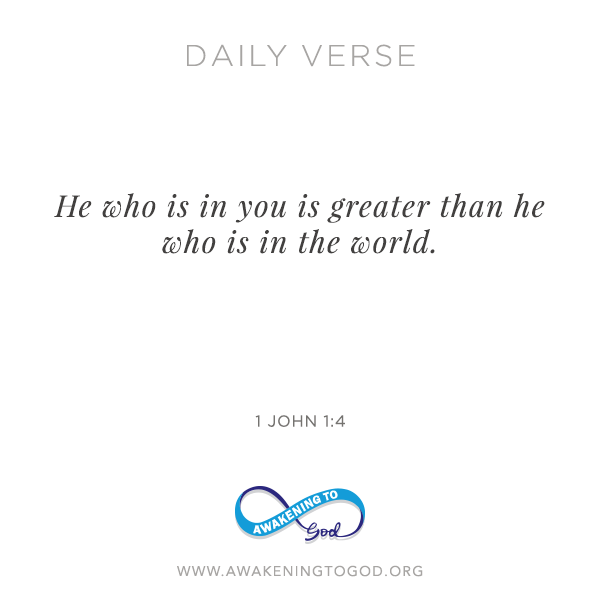 DAILY VERSE
He who is in you is greater than he
who is in the world.
1 JOHN 1:4
AWAKENING TO
God
WWW.AWAKENINGTOGOD.ORG